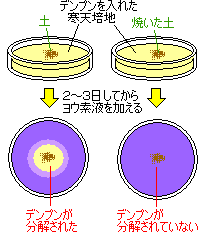 デンプンを入れた
寒天培地
土
焼いた土
2〜3日してから
ヨウ素液を加える
デンプンが
分解された
デンプンが
分解されていない